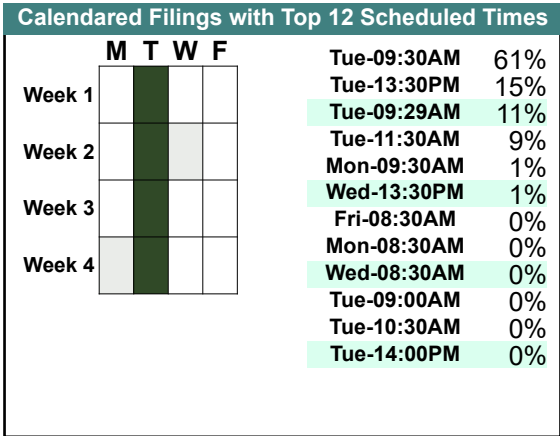 Calendared Filings with Top 12 Scheduled Times
M T W F
Week 1
Week 2
Week 3
Week 4
Tue-09:30AM 61%
Tue-13:30PM 15%
Tue-09:29AM 11%
Tue-11:30AM 9%
Mon-09:30AM 1%
Wed-13:30PM 1%
Fri-08:30AM 0%
Mon-08:30AM 0%
Wed-08:30AM 0%
Tue-09:00AM 0%
Tue-10:30AM 0%
Tue-14:00PM 0%